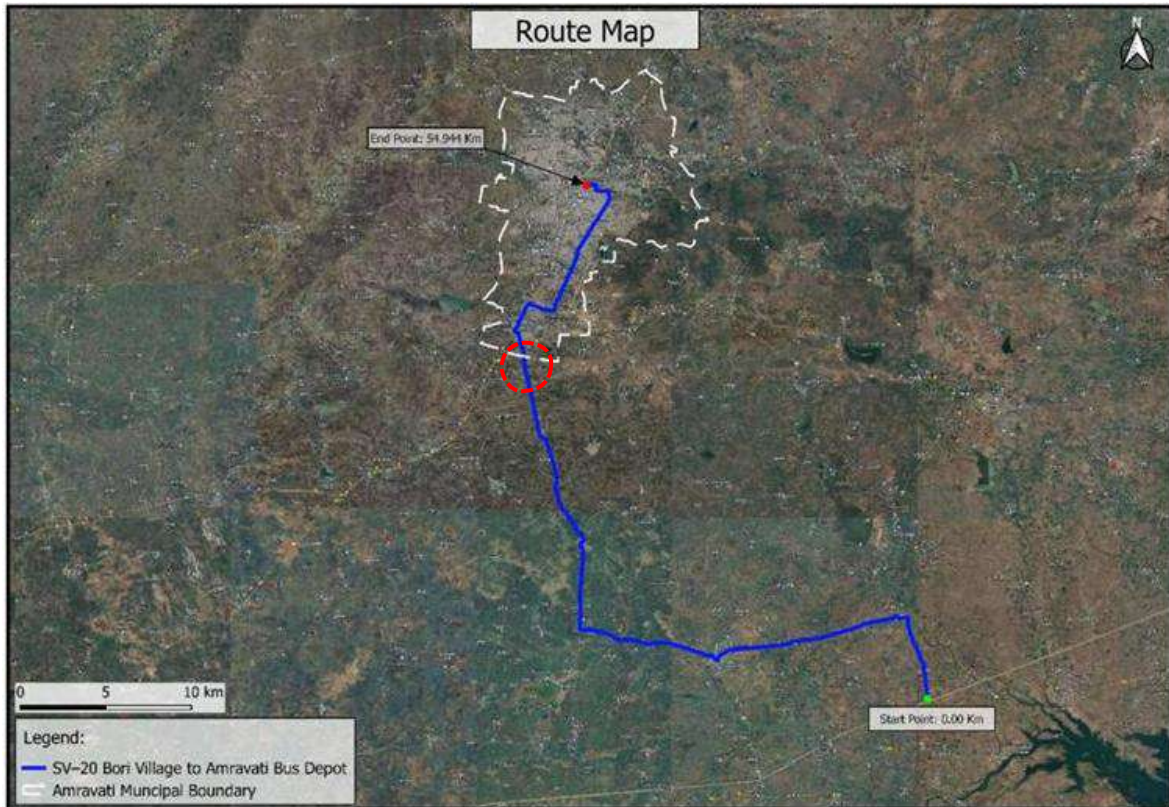 Route Map
N
End Point: 54.944 Km
Start Point: 0.00 Km
0 5 10 km
Legend:
SV-20 Bori Village to Amravati Bus Depot
Amravati Muncipal Boundary